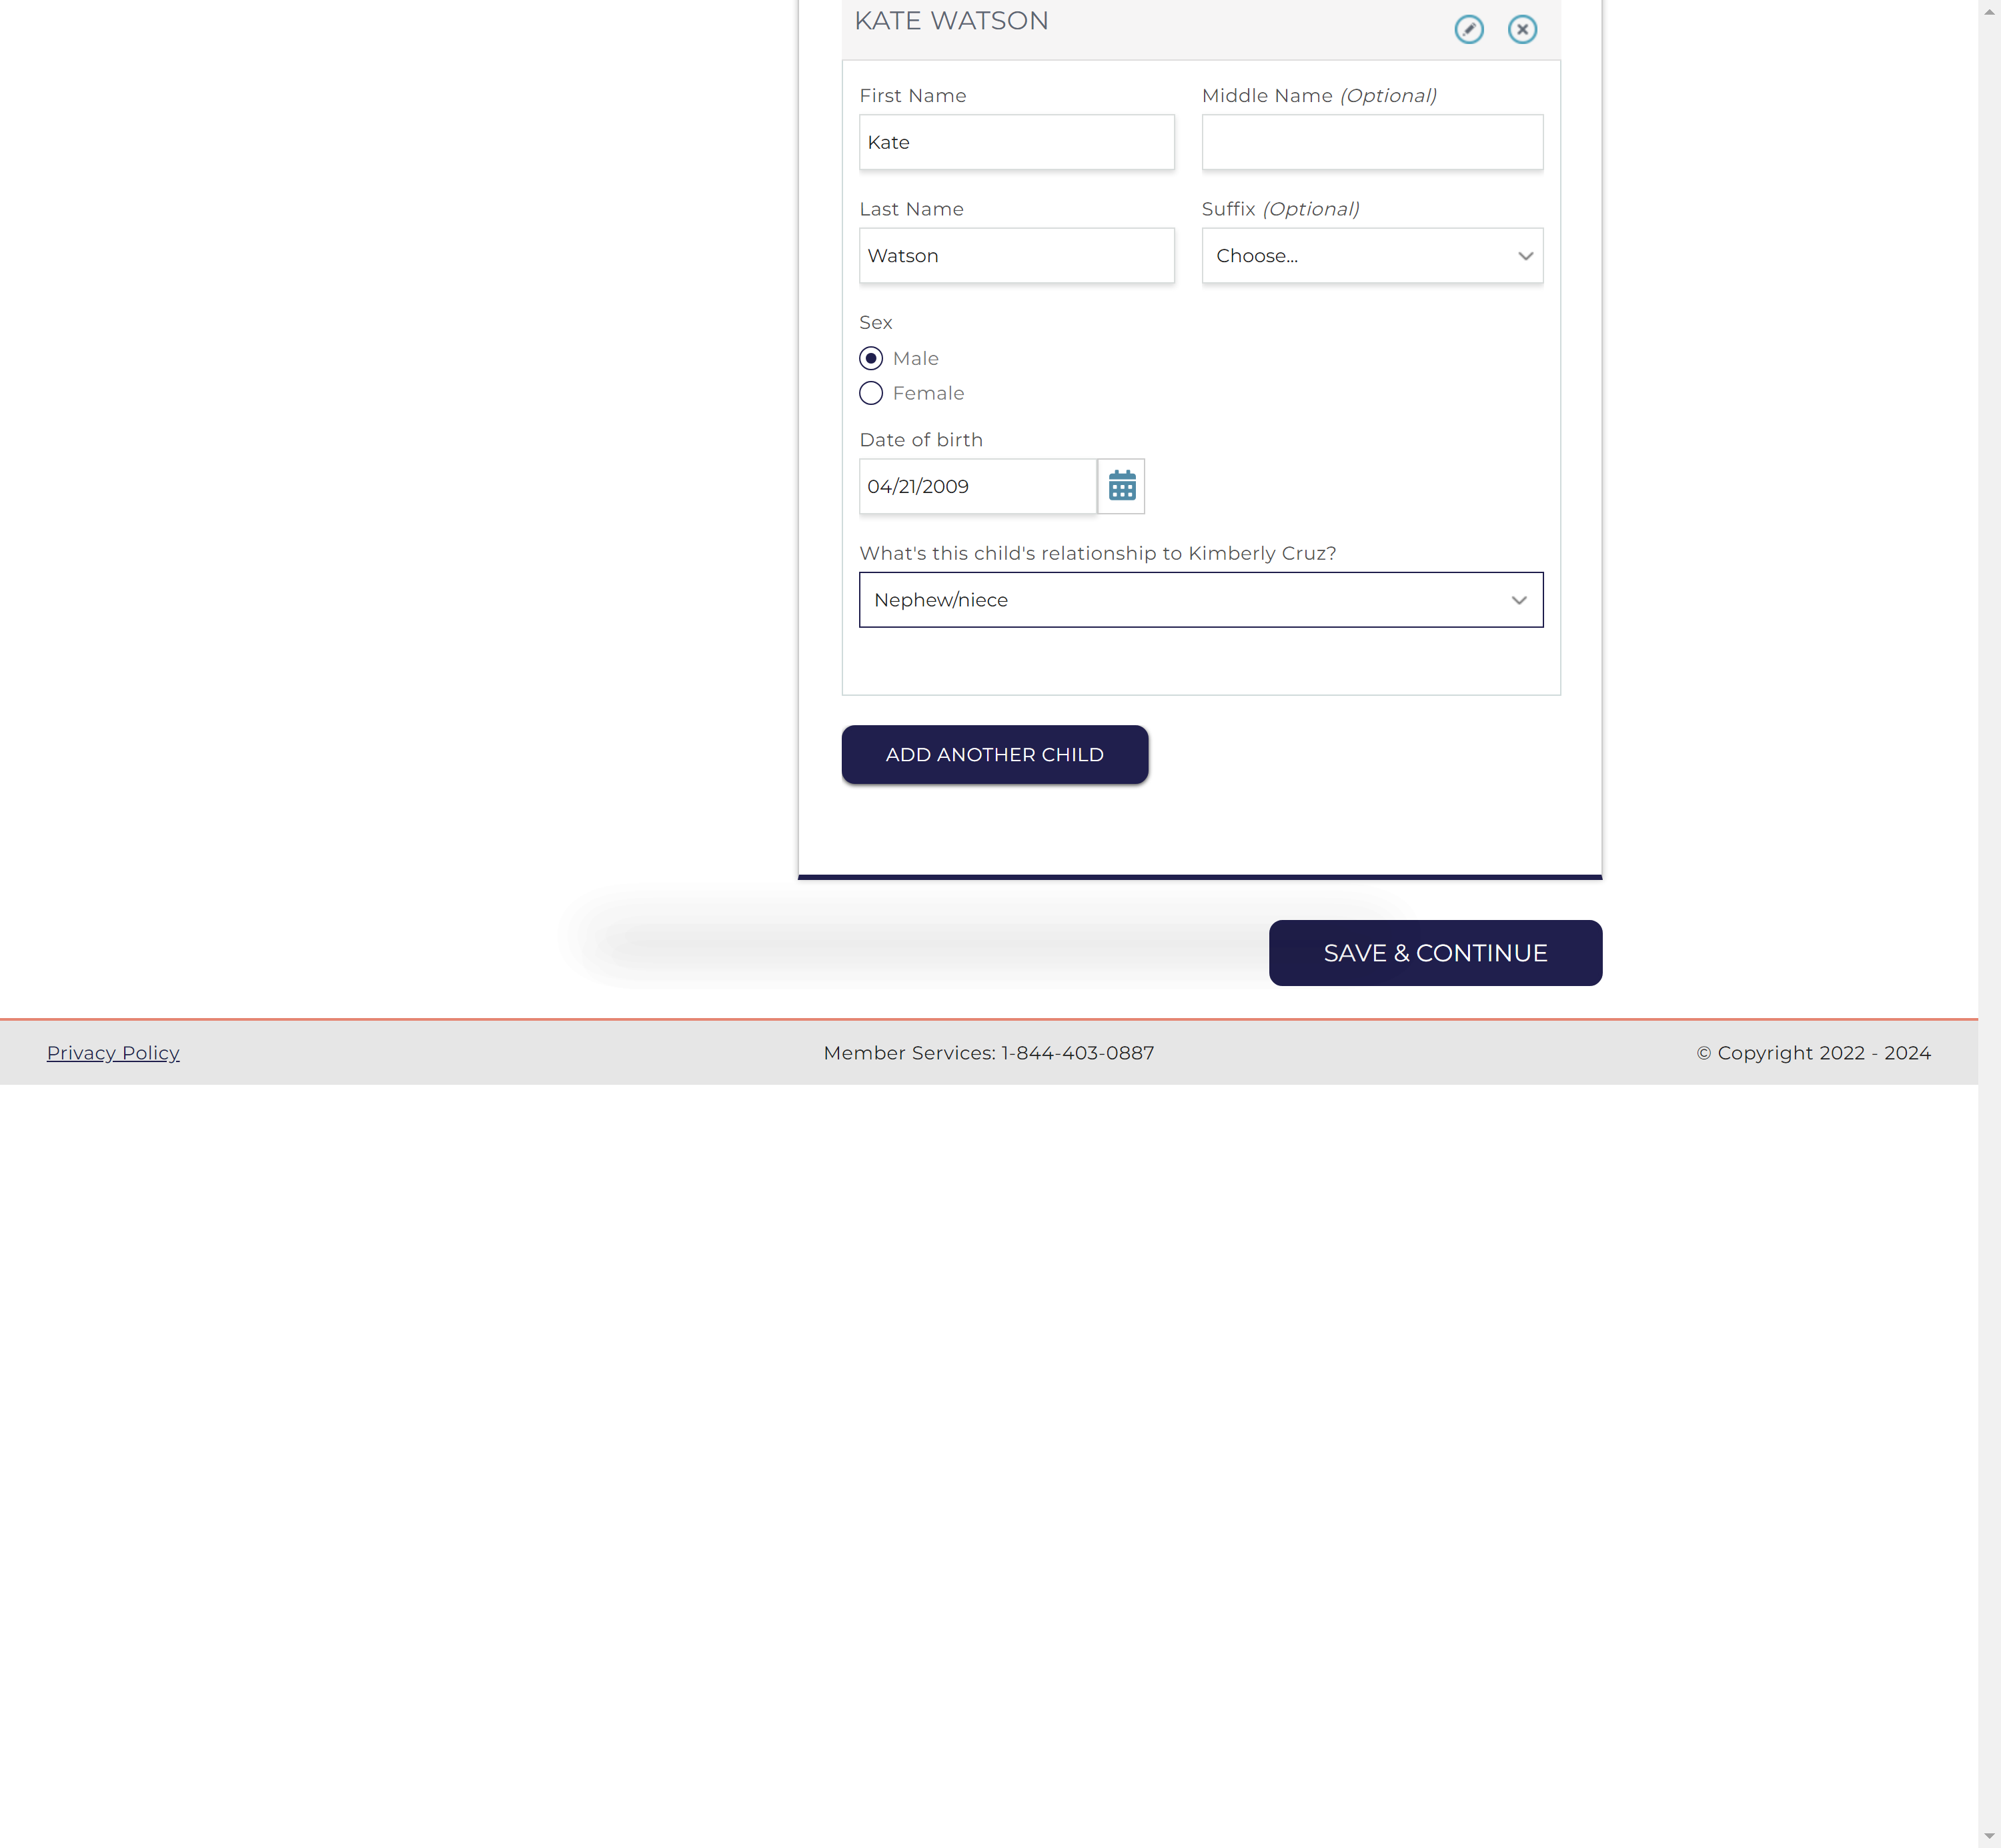 KATE WATSON
First Name
Middle Name (Optional)
Kate
Last Name
Suffix (Optional)
Watson
Choose...
Sex
Male
Female
Date of birth
04/21/2009
What's this child's relationship to Kimberly Cruz?
Nephew/niece
ADD ANOTHER CHILD
SAVE & CONTINUE
Privacy Policy
Member Services: 1-844-403-0887
© Copyright 2022 - 2024